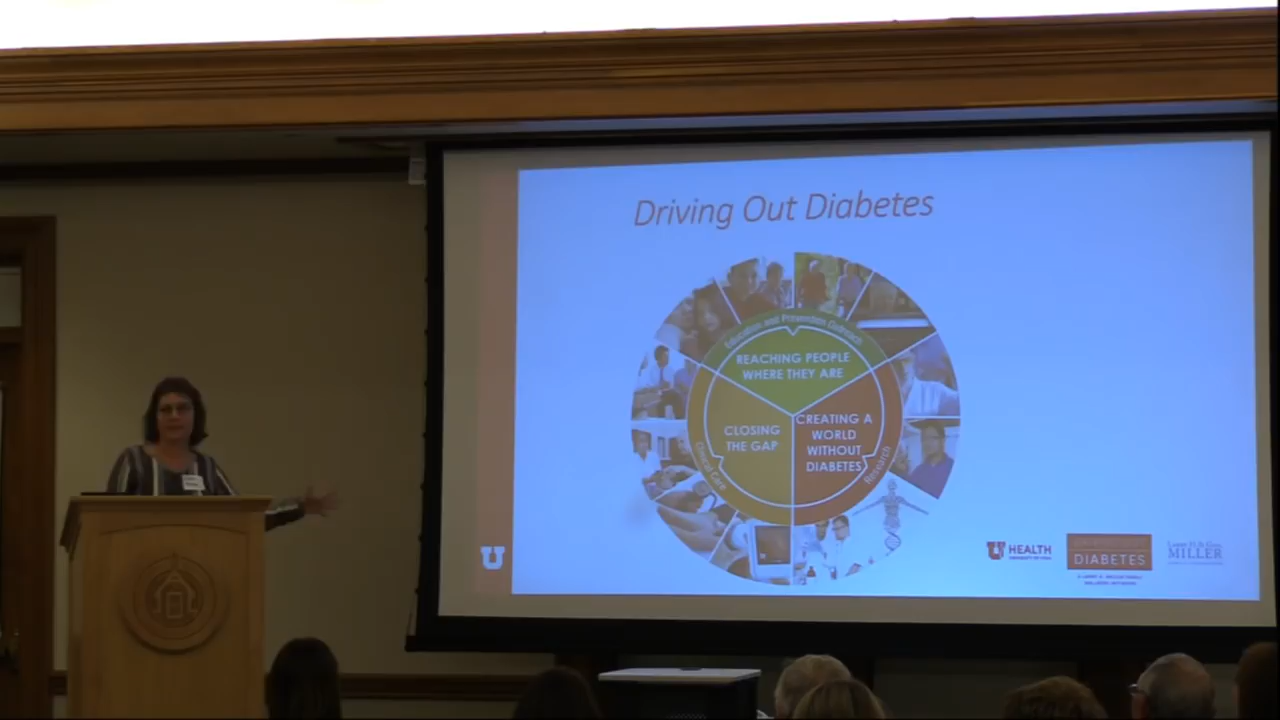 Driving Out Diabetes
Education and Prevention Outreach
REACHING PEOPLE
WHERE THEY ARE
CLOSING
THE GAP
CREATING A
WORLD
WITHOUT
DIABETES
Clinical Care
Research
U
U HEALTH
DIABETES
MILLER